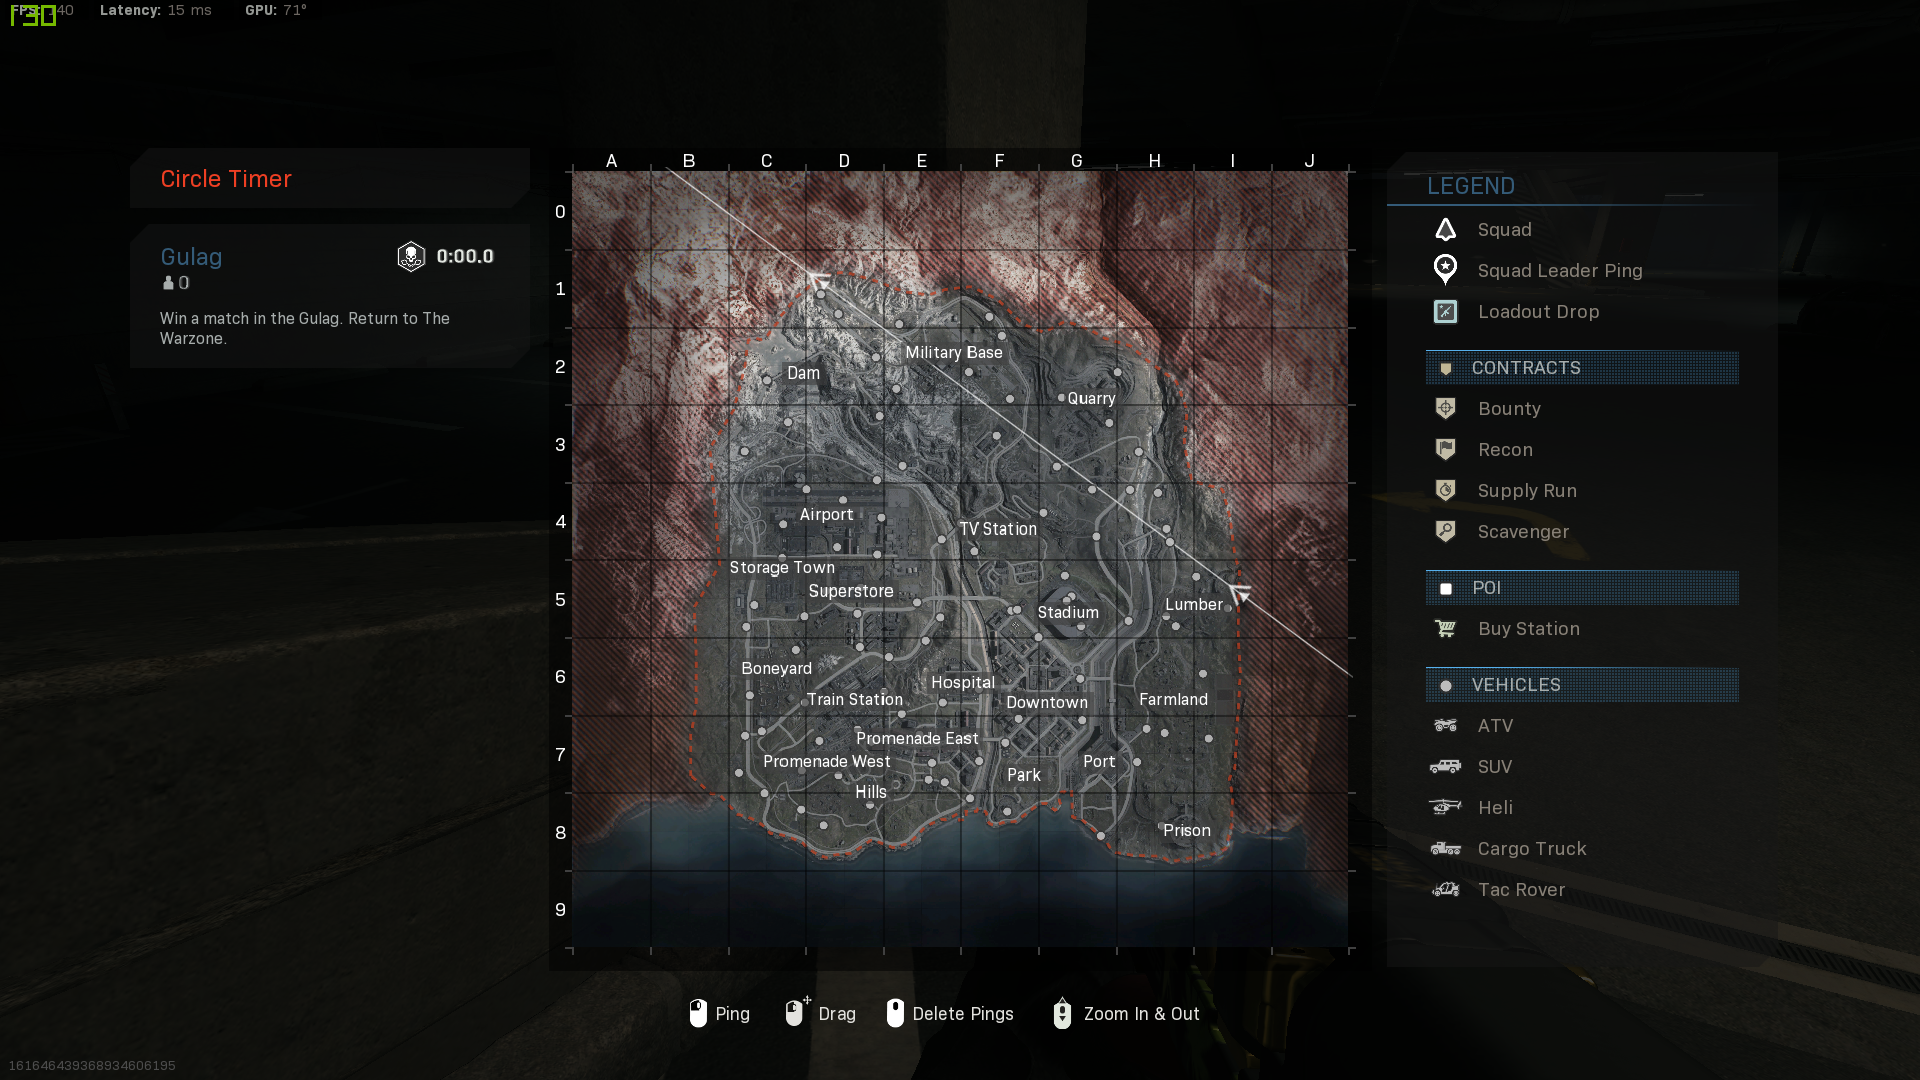 FPS: 140 Latency: 15 ms GPU: 71°
130
Circle Timer
Gulag 0:00.0
0
Win a match in the Gulag. Return to The
Warzone.
A B C D E F G H I J
0
1
2
3
4
5
6
7
8
9
Military Base
Dam
Quarry
Airport
TV Station
Storage Town
Superstore
Lumber
Stadium
Boneyard
Hospital
Train Station
Downtown
Farmland
Promenade East
Promenade West
Port
Park
Hills
Prison
LEGEND
Squad
Squad Leader Ping
Loadout Drop
CONTRACTS
Bounty
Recon
Supply Run
Scavenger
POI
Buy Station
VEHICLES
ATV
SUV
Heli
Cargo Truck
Tac Rover
Ping Drag Delete Pings Zoom In & Out
161646439368934606195